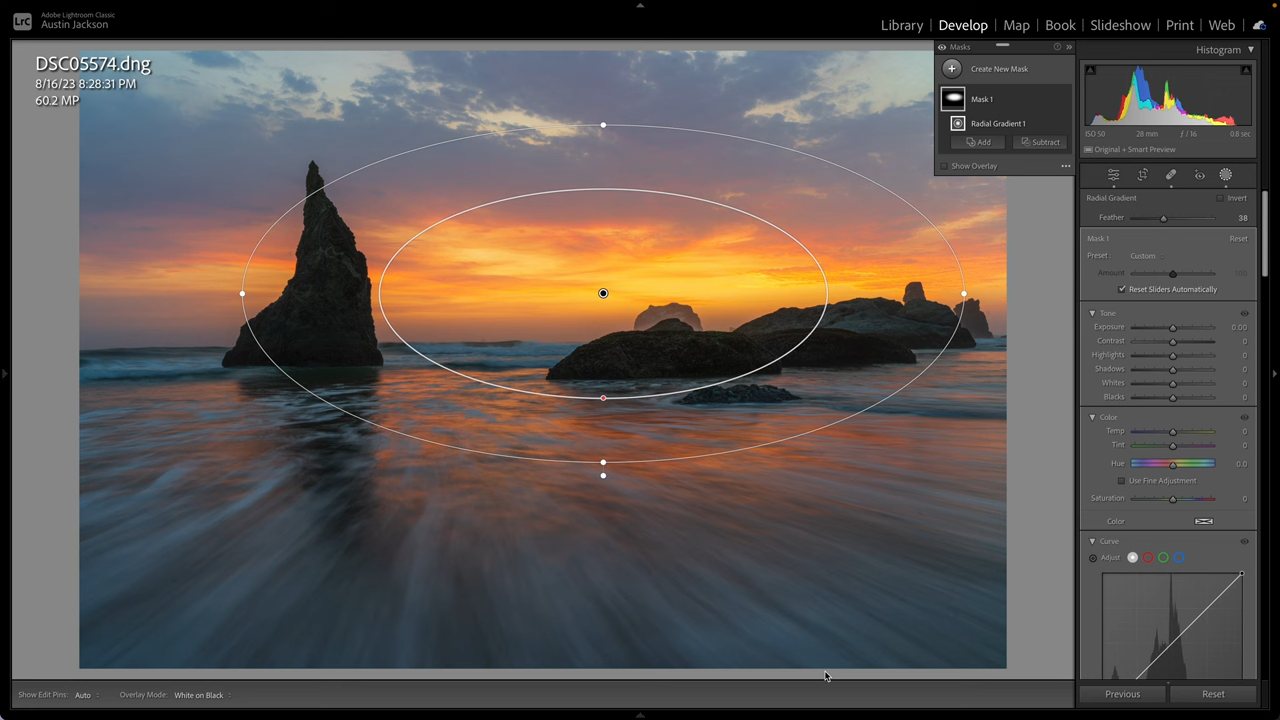 LrC
Adobe Lightroom Classic
Austin Jackson
Library | Develop | Map | Book | Slideshow | Print | Web
DSC05574.dng
8/16/23 8:28:31 PM
60.2 MP
Masks
Create New Mask
Mask 1
Radial Gradient 1
Add Subtract
Show Overlay
Histogram
ISO 50 28 mm ƒ / 16 0.8 sec
Original + Smart Preview
Radial Gradient Invert
Feather 38
Mask 1 Reset
Preset : Custom
Amount 100
Reset Sliders Automatically
Tone
Exposure 0.00
Contrast 0
Highlights 0
Shadows 0
Whites 0
Blacks 0
Color
Temp 0
Tint 0
Hue 0.0
Use Fine Adjustment
Saturation 0
Color
Curve
Adjust
Previous Reset
Show Edit Pins: Auto Overlay Mode: White on Black